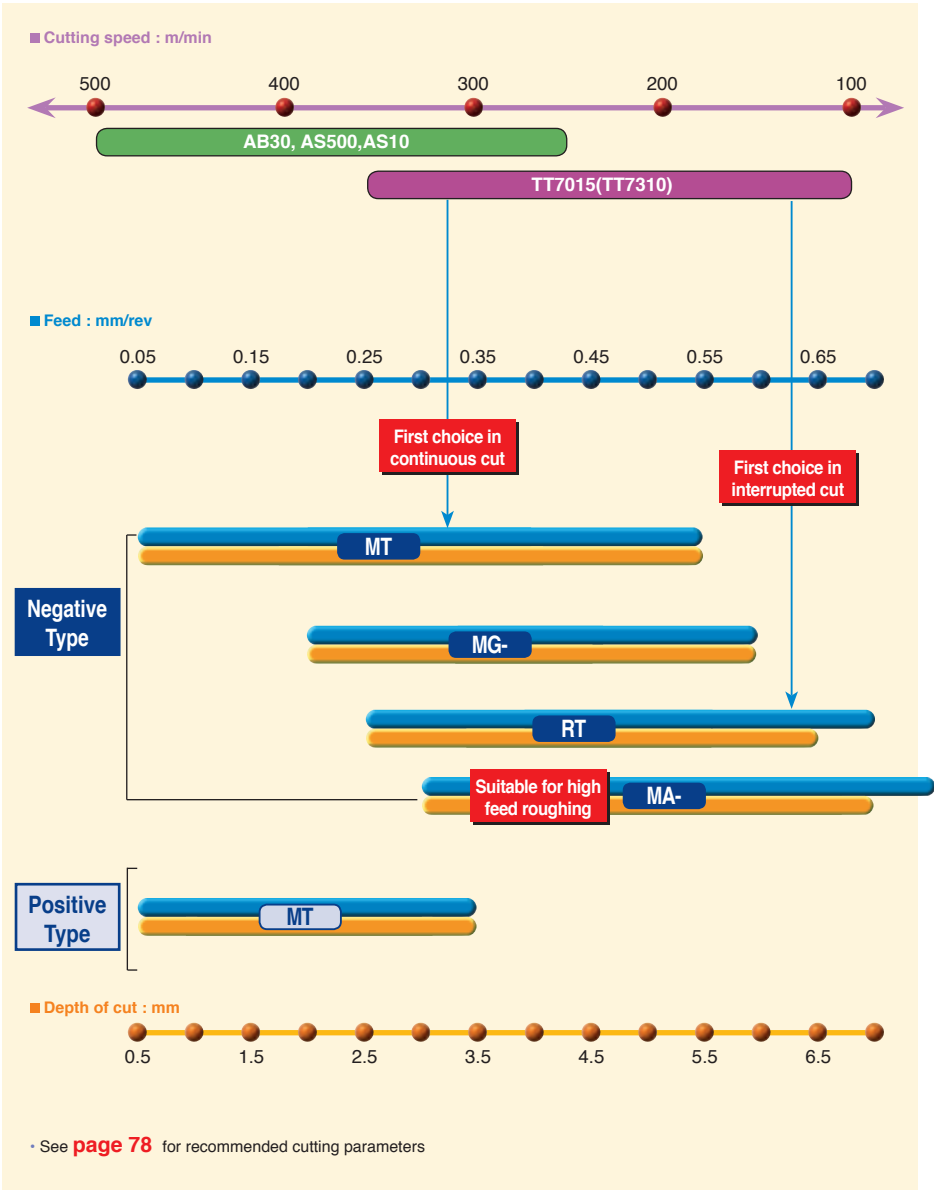 Cutting speed : m/min
500 400 300 200 100
AB30, AS500,AS10
TT7015(TT7310)
Feed : mm/rev
0.05 0.15 0.25 0.35 0.45 0.55 0.65
First choice in
continuous cut
First choice in
interrupted cut
MT
Negative
Type
MG-
RT
Suitable for high
feed roughing
MA-
Positive
Type
MT
Depth of cut : mm
0.5 1.5 2.5 3.5 4.5 5.5 6.5
· See page 78 for recommended cutting parameters